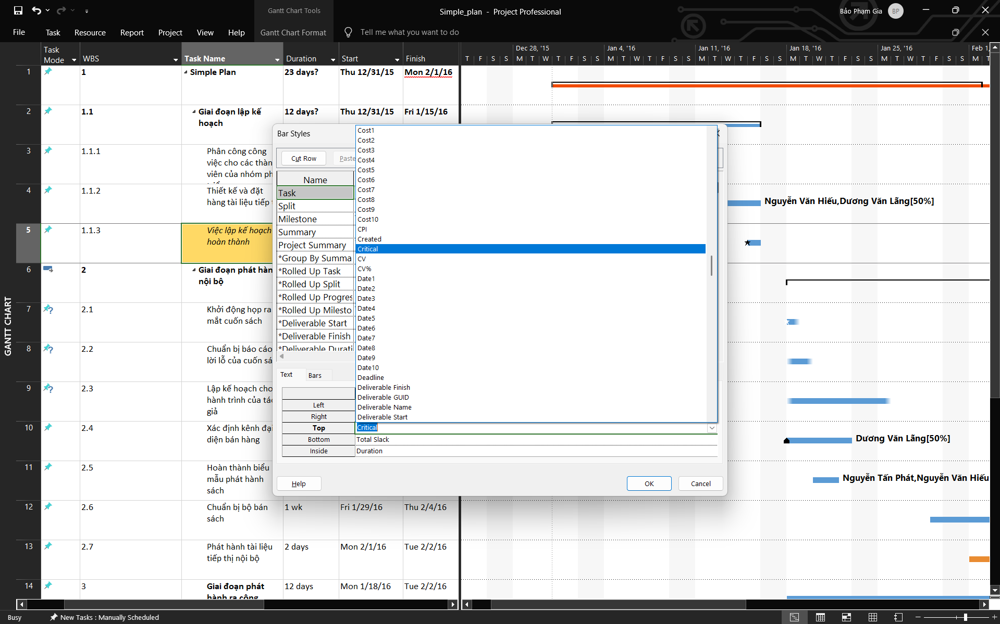 Gantt Chart Tools
Simple_plan - Project Professional
Bảo Phạm Gia
BP
File
Task
Resource
Report
Project
View
Help
Gantt Chart Format
Tell me what you want to do
Task Mode
WBS
Task Name
Duration
Start
Finish
Dec 28, '15
Jan 4, '16
Jan 11, '16
Jan 18, '16
Jan 25, '16
Feb 1,
T F S S M T W T F S S M T W T F S S M T W T F S S M T W T F S S M T W T F S S M T
1 1 Simple Plan 23 days? Thu 12/31/15 Mon 2/1/16
2 1.1 Giai đoạn lập kế 12 days? Thu 12/31/15 Fri 1/15/16
hoạch
3 1.1.1 Phân công công
việc cho các thàn
viên của nhóm ph
4 1.1.2 Thiết kế và đặt
hàng tài liệu tiếp t
5 1.1.3 Việc lập kế hoạch
hoàn thành
6 2 Giai đoạn phát hàn
nội bộ
7 2.1 Khởi động họp ra
mắt cuốn sách
8 2.2 Chuẩn bị báo cáo
lời lỗ của cuốn sá
9 2.3 Lập kế hoạch cho
hành trình của tác
giả
10 2.4 Xác định kênh đại
diện bán hàng
11 2.5 Hoàn thành biểu
mẫu phát hành
sách
12 2.6 Chuẩn bị bộ bán 1 wk Fri 1/29/16 Thu 2/4/16
sách
13 2.7 Phát hành tài liệu 2 days Mon 2/1/16 Tue 2/2/16
tiếp thị nội bộ
14 3 Giai đoạn phát 12 days Mon 1/18/16 Tue 2/2/16
hành ra công
GANTT CHART
Bar Styles
Cut Row
Paste
Name
Task
Split
Milestone
Summary
Project Summary
*Group By Summa
*Rolled Up Task
*Rolled Up Split
*Rolled Up Progres
*Rolled Up Milesto
*Deliverable Start
*Deliverable Finish
*Deliverable Durati
Cost1
Cost2
Cost3
Cost4
Cost5
Cost6
Cost7
Cost8
Cost9
Cost10
CPI
Created
Critical
CV
CV%
Date1
Date2
Date3
Date4
Date5
Date6
Date7
Date8
Date9
Date10
Deadline
Deliverable Finish
Deliverable GUID
Deliverable Name
Deliverable Start
Text
Bars
Left
Right
Top Critical
Bottom Total Slack
Inside Duration
Help
OK
Cancel
Nguyễn Văn Hiếu,Dương Văn Lãng[50%]
Dương Văn Lãng[50%]
Nguyễn Tấn Phát,Nguyễn Văn Hiếu
Busy
New Tasks : Manually Scheduled